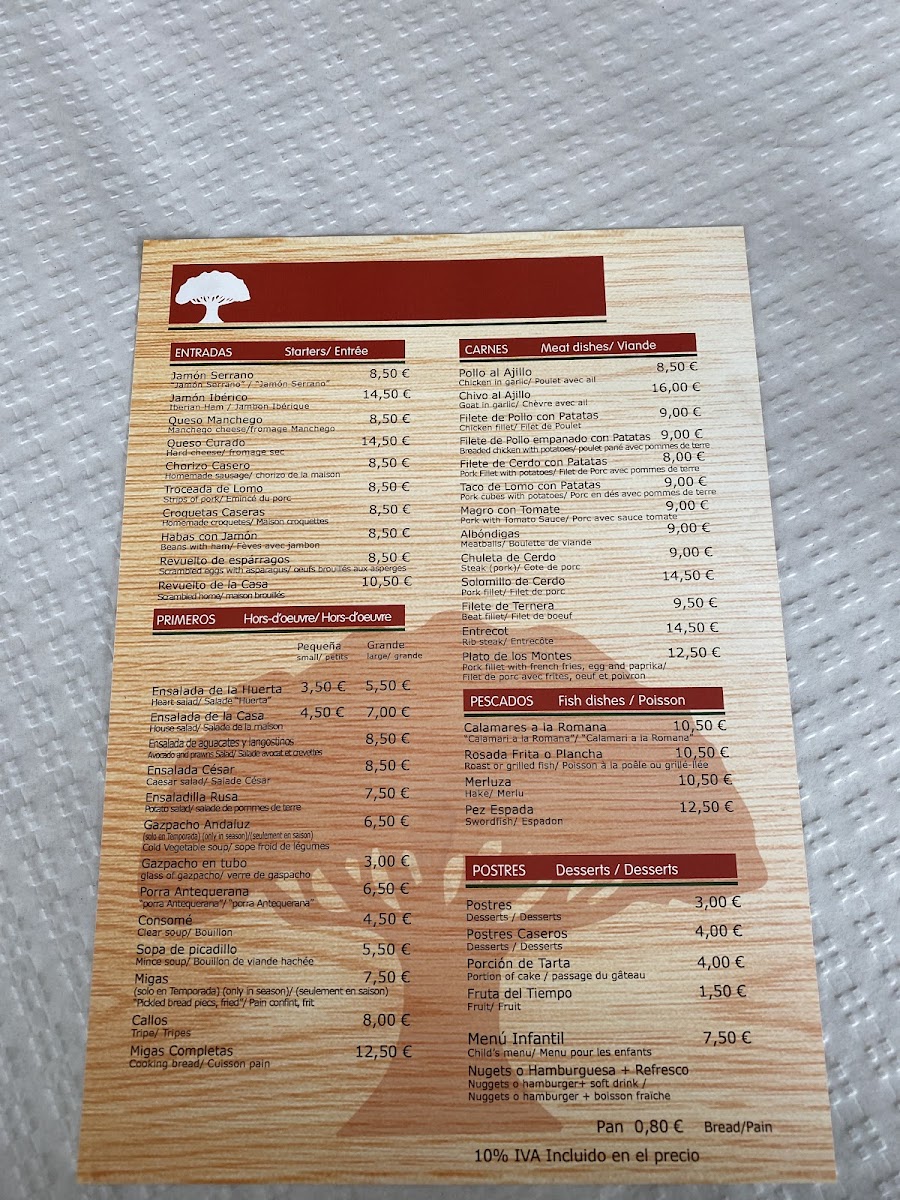 ENTRADAS Starters/ Entrée
Jamón Serrano 8,50 €
"Jamón Serrano" / "Jamón Serrano"
Jamón Ibérico 14,50 €
Iberian Ham / Jambon Ibérique
Queso Manchego 8,50 €
Manchego cheese/fromage Manchego
Queso Curado 14,50 €
Hard cheese/ fromage sec
Chorizo Casero 8,50 €
Homemade sausage/ chorizo de la maison
Troceada de Lomo 8,50 €
Strips of pork/ Emincé du porc
Croquetas Caseras 8,50 €
Homemade croquetes/ Maison croquettes
Habas con Jamón 8,50 €
Beans with ham/ Fèves avec jambon
Revuelto de espárragos 8,50 €
Scrambled eggs with asparagus/ oeufs brouillés aux asperges
Revuelto de la Casa 10,50 €
Scrambled home/ maison brouillés
PRIMEROS Hors-d'oeuvre/ Hors-d'oeuvre
Pequeña Grande
small/ petits large/ grande
Ensalada de la Huerta 3,50 € 5,50 €
Heart salad/ Salade "Huerta"
Ensalada de la Casa 4,50 € 7,00 €
House salad/ Salade de la maison
Ensalada de aguacates y langostinos 8,50 €
Avocado and prawns Salad/ Salade avocat et crevettes
Ensalada César 8,50 €
Caesar salad/ Salade César
Ensaladilla Rusa 7,50 €
Potato salad/ salade de pommes de terre
Gazpacho Andaluz 6,50 €
(solo en Temporada) (only in season)/(seulement en saison)
Cold Vegetable soup/ sope froid de légumes
Gazpacho en tubo 3,00 €
glass of gazpacho/ verre de gaspacho
Porra Antequerana 6,50 €
"porra Antequerana"/ "porra Antequerana"
Consomé 4,50 €
Clear soup/ Bouillon
Sopa de picadillo 5,50 €
Mince soup/ Bouillon de viande hachée
Migas 7,50 €
(solo en Temporada) (only in season)/ (seulement en saison)
"Pickled bread piecs, fried"/ Pain confint, frit
Callos 8,00 €
Tripe/ Tripes
Migas Completas 12,50 €
Cooking bread/ Cuisson pain
CARNES Meat dishes/ Viande
Pollo al Ajillo 8,50 €
Chicken in garlic/ Poulet avec ail
Chivo al Ajillo 16,00 €
Goat in garlic/ Chèvre avec ail
Filete de Pollo con Patatas 9,00 €
Chicken fillet/ Filet de Poulet
Filete de Pollo empanado con Patatas 9,00 €
Breaded chicken with potatoes/ poulet pané avec pommes de terre
Filete de Cerdo con Patatas 8,00 €
Pork Fillet with potatoes/ Filet de Porc avec pommes de terre
Taco de Lomo con Patatas 9,00 €
Pork cubes with potatoes/ Porc en dés avec pommes de terre
Magro con Tomate 9,00 €
Pork with Tomato Sauce/ Porc avec sauce tomate
Albóndigas 9,00 €
Meatballs/ Boulette de viande
Chuleta de Cerdo 9,00 €
Steak (pork)/ Cote de porc
Solomillo de Cerdo 14,50 €
Pork fillet/ Filet de porc
Filete de Ternera 9,50 €
Beat fillet/ Filet de boeuf
Entrecot 14,50 €
Rib steak/ Entrecôte
Plato de los Montes 12,50 €
Pork fillet with french fries, egg and paprika/
Filet de porc avec frites, oeuf et poivron
PESCADOS Fish dishes / Poisson
Calamares a la Romana 10,50 €
"Calamari a la Romana"/ "Calamari a la Romana"
Rosada Frita o Plancha 10,50 €
Roast or grilled fish/ Poisson à la poêle ou grillé-llée
Merluza 10,50 €
Hake/ Merlu
Pez Espada 12,50 €
Swordfish/ Espadon
POSTRES Desserts / Desserts
Postres 3,00 €
Desserts / Desserts
Postres Caseros 4,00 €
Desserts / Desserts
Porción de Tarta 4,00 €
Portion of cake / passage du gâteau
Fruta del Tiempo 1,50 €
Fruit/ Fruit
Menú Infantil 7,50 €
Child's menu/ Menu pour les enfants
Nugets o Hamburguesa + Refresco
Nuggets o hamburger+ soft drink /
Nuggets o hamburger + boisson fraiche
Pan 0,80 € Bread/Pain
10% IVA Incluido en el precio